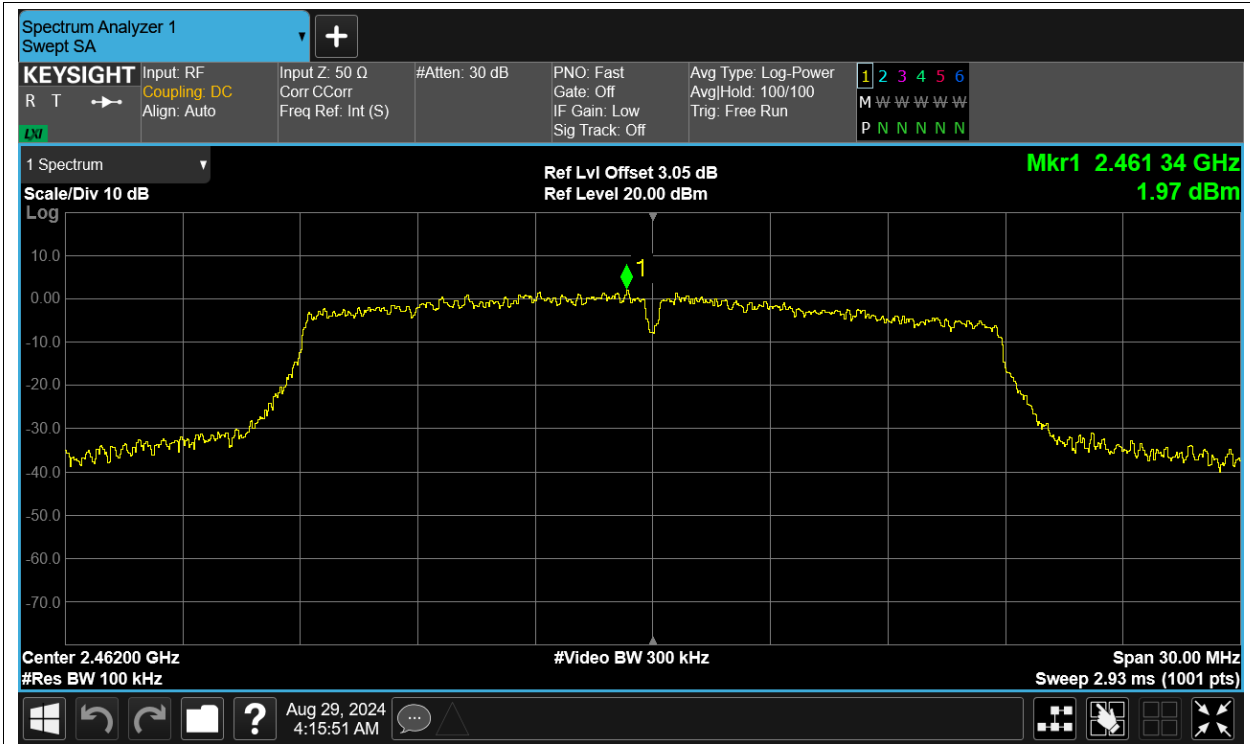 Spectrum Analyzer 1
Swept SA
KEYSIGHT
R T
LXI
Input: RF
Coupling: DC
Align: Auto
Input Z: 50 Ω
Corr CCorr
Freq Ref: Int (S)
#Atten: 30 dB
PNO: Fast
Gate: Off
IF Gain: Low
Sig Track: Off
Avg Type: Log-Power
Avg|Hold: 100/100
Trig: Free Run
1 2 3 4 5 6
M W W W W W
P N N N N N
1 Spectrum
Scale/Div 10 dB
Log
Ref Lvl Offset 3.05 dB
Ref Level 20.00 dBm
Mkr1 2.461 34 GHz
1.97 dBm
1
10.0
0.00
-10.0
-20.0
-30.0
-40.0
-50.0
-60.0
-70.0
Center 2.46200 GHz
#Res BW 100 kHz
#Video BW 300 kHz
Span 30.00 MHz
Sweep 2.93 ms (1001 pts)
?
Aug 29, 2024
4:15:51 AM